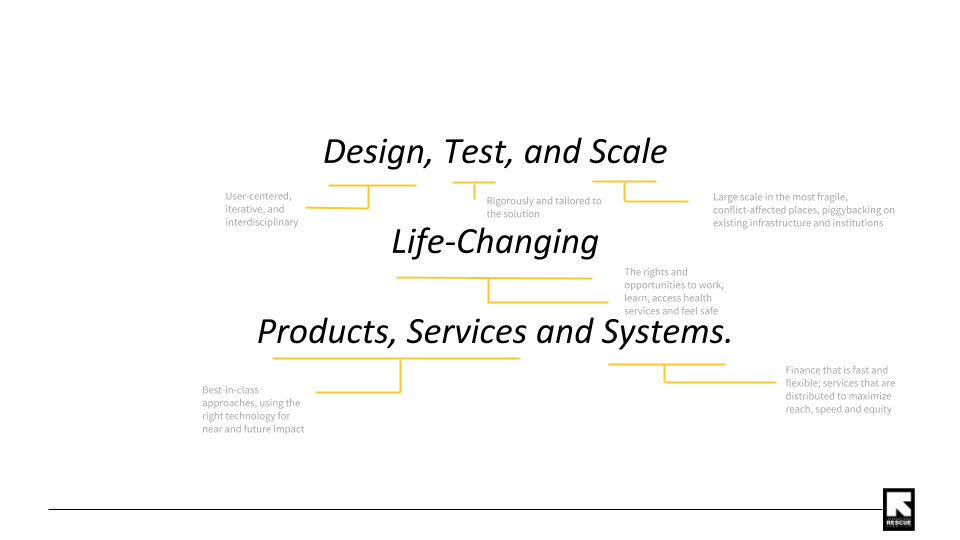 Design, Test, and Scale
User-centered,
iterative, and
interdisciplinary
Rigorously and tailored to
the solution
Large scale in the most fragile,
conflict-affected places, piggybacking on
existing infrastructure and institutions
Life-Changing
The rights and
opportunities to work,
learn, access health
services and feel safe
Products, Services and Systems.
Best-in-class
approaches, using the
right technology for
near and future impact
Finance that is fast and
flexible; services that are
distributed to maximize
reach, speed and equity
RESCUE